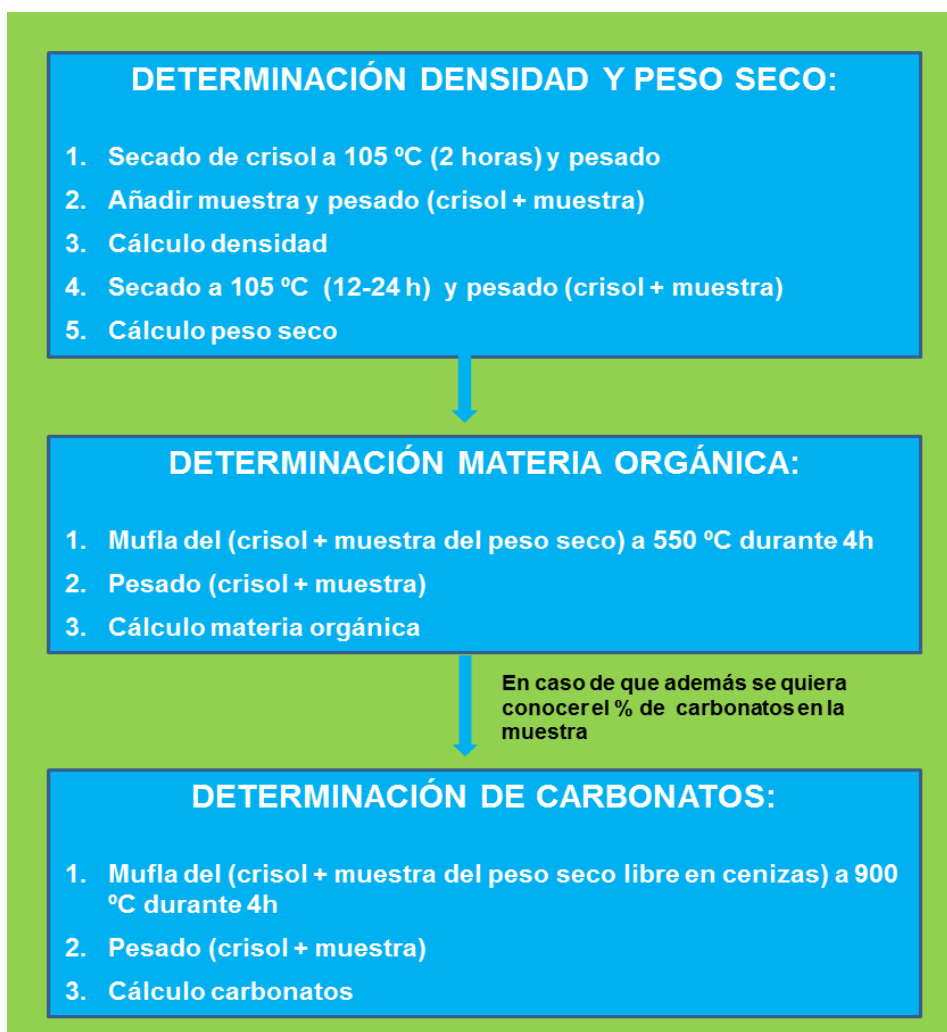 DETERMINACIÓN DENSIDAD Y PESO SECO:
1. Secado de crisol a 105 ºC (2 horas) y pesado
2. Añadir muestra y pesado (crisol + muestra)
3. Cálculo densidad
4. Secado a 105 ºC (12-24 h) y pesado (crisol + muestra)
5. Cálculo peso seco
DETERMINACIÓN MATERIA ORGÁNICA:
1. Mufla del (crisol + muestra del peso seco) a 550 ºC durante 4h
2. Pesado (crisol + muestra)
3. Cálculo materia orgánica
En caso de que además se quiera
conocer el % de carbonatos en la
muestra
DETERMINACIÓN DE CARBONATOS:
1. Mufla del (crisol + muestra del peso seco libre en cenizas) a 900
ºC durante 4h
2. Pesado (crisol + muestra)
3. Cálculo carbonatos